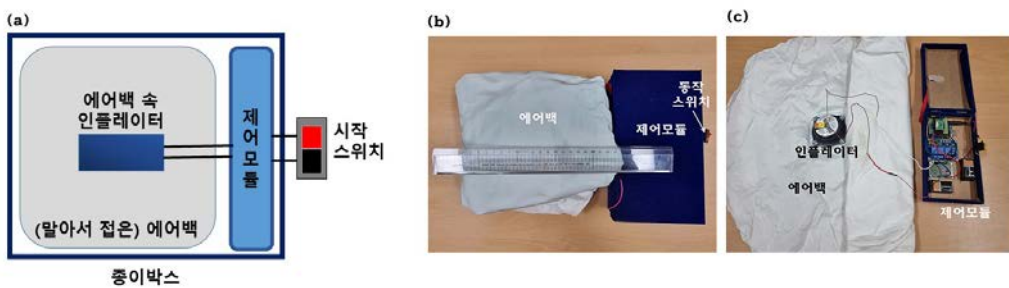 (a)
에어백 속
인플레이터
제어모듈
시작
스위치
(말아서 접은) 에어백
종이박스
(b)
동작
스위치
에어백
제어모듈
(c)
인플레이터
에어백
제어모듈